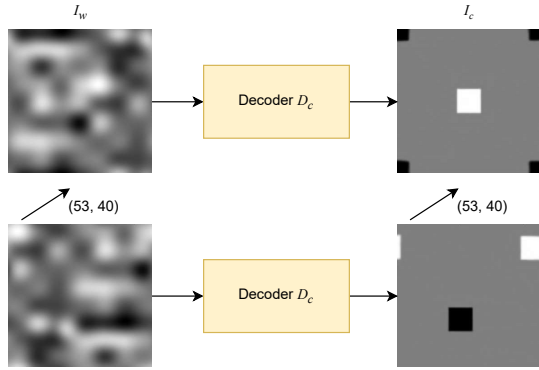 I_w
I_c
Decoder D_c
(53, 40)
(53, 40)
Decoder D_c